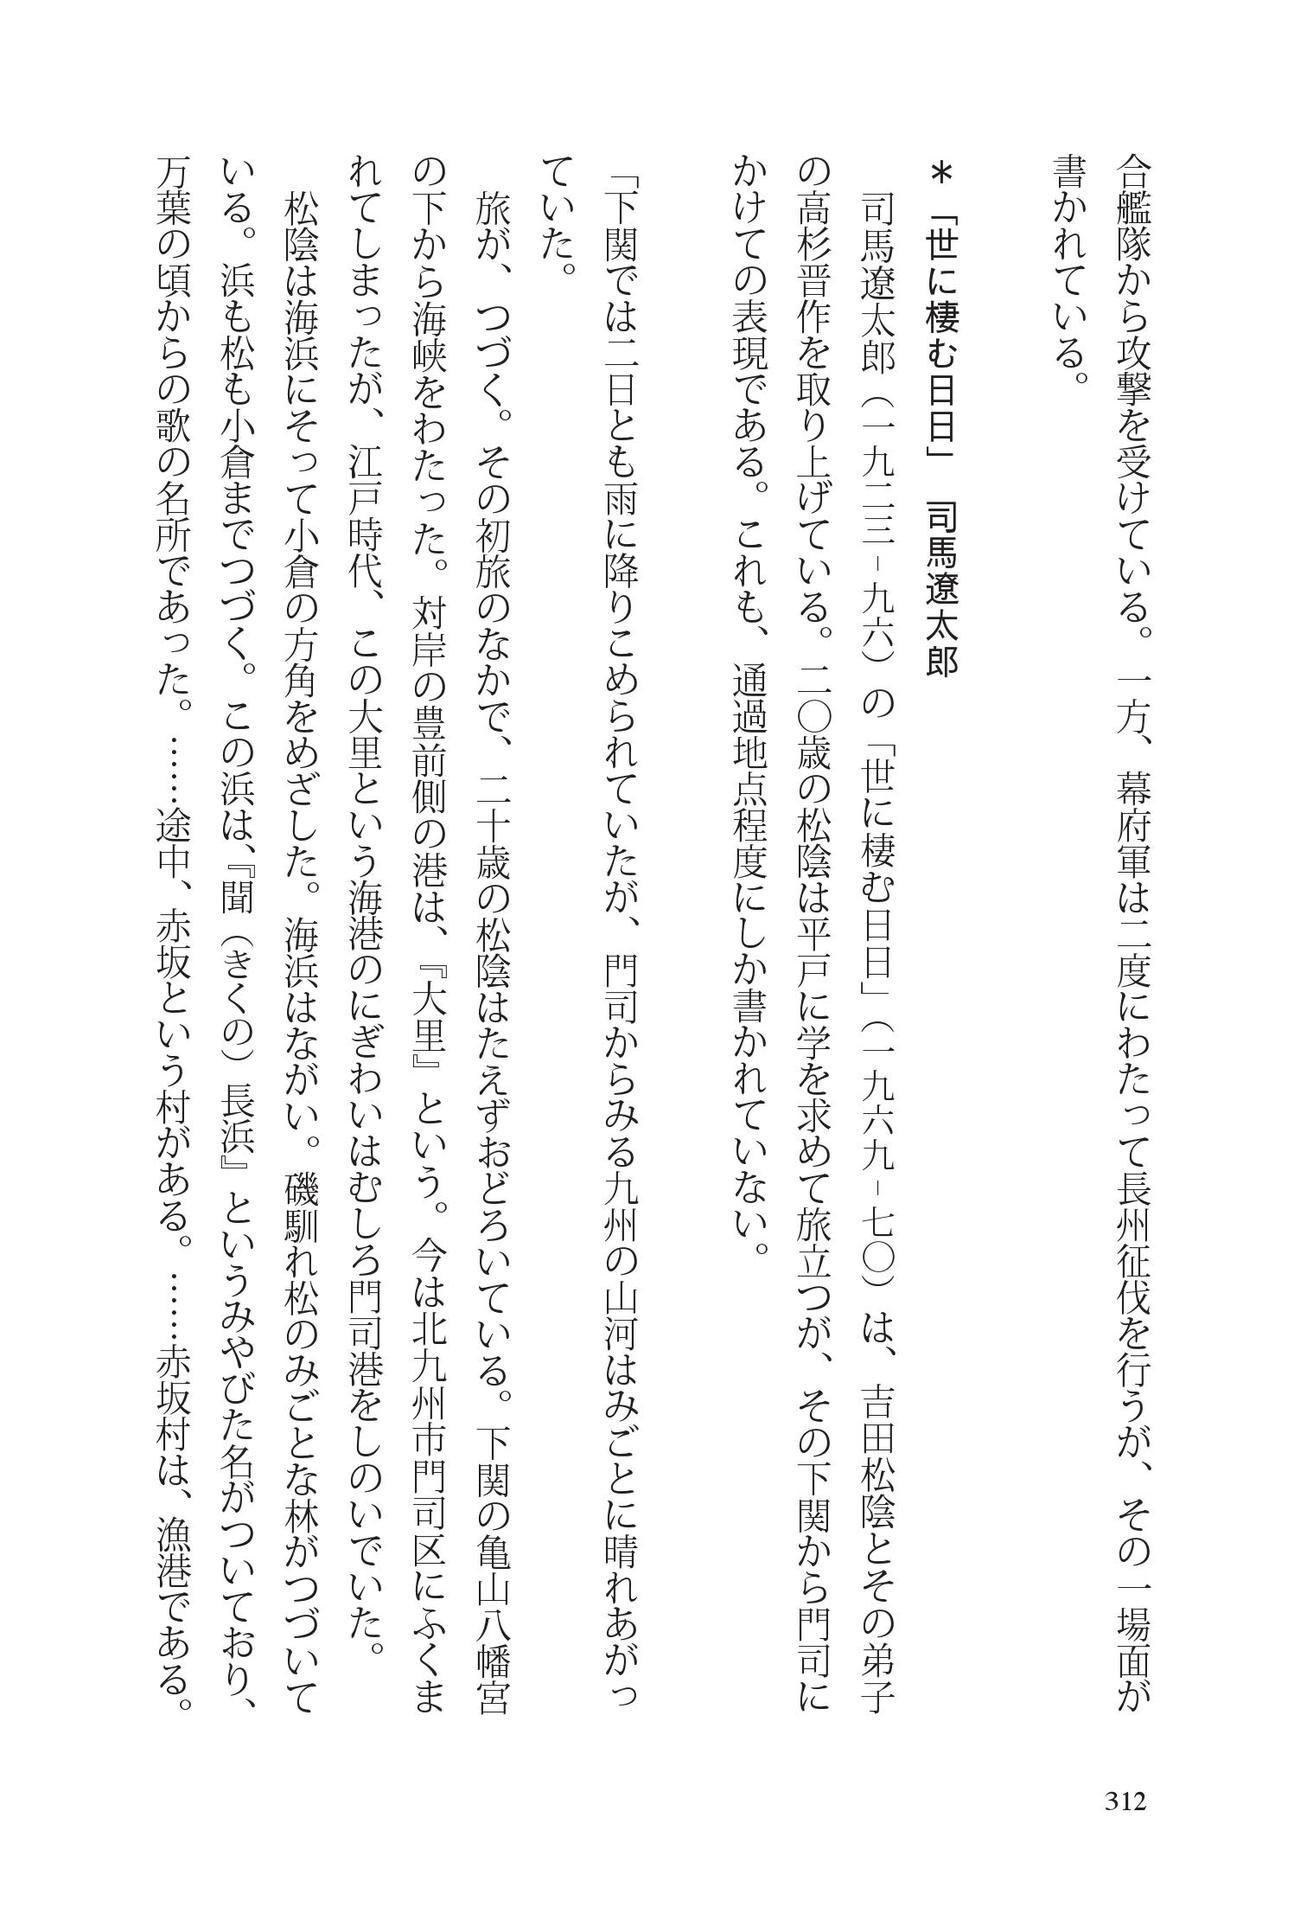 合艦隊から攻撃を受けている。一方、幕府軍は二度にわたって長州征伐を行うが、その一場面が
書かれている。
＊「世に棲む日日」　司馬遼太郎
　司馬遼太郎（一九二三－九六）の「世に棲む日日」（一九六九－七〇）は、吉田松陰とその弟子
の高杉晋作を取り上げている。二〇歳の松陰は平戸に学を求めて旅立つが、その下関から門司に
かけての表現である。これも、通過地点程度にしか書かれていない。
「下関では二日とも雨に降りこめられていたが、門司からみる九州の山河はみごとに晴れあがっ
ていた。
　旅が、つづく。その初旅のなかで、二十歳の松陰はたえずおどろいている。下関の亀山八幡宮
の下から海峡をわたった。対岸の豊前側の港は、『大里』という。今は北九州市門司区にふくま
れてしまったが、江戸時代、この大里という海港のにぎわいはむしろ門司港をしのいでいた。
　松陰は海浜にそって小倉の方角をめざした。海浜はながい。磯馴れ松のみごとな林がつづいて
いる。浜も松も小倉までつづく。この浜は、『聞（きくの）長浜』というみやびた名がついており、
万葉の頃からの歌の名所であった。……途中、赤坂という村がある。……赤坂村は、漁港である。
312